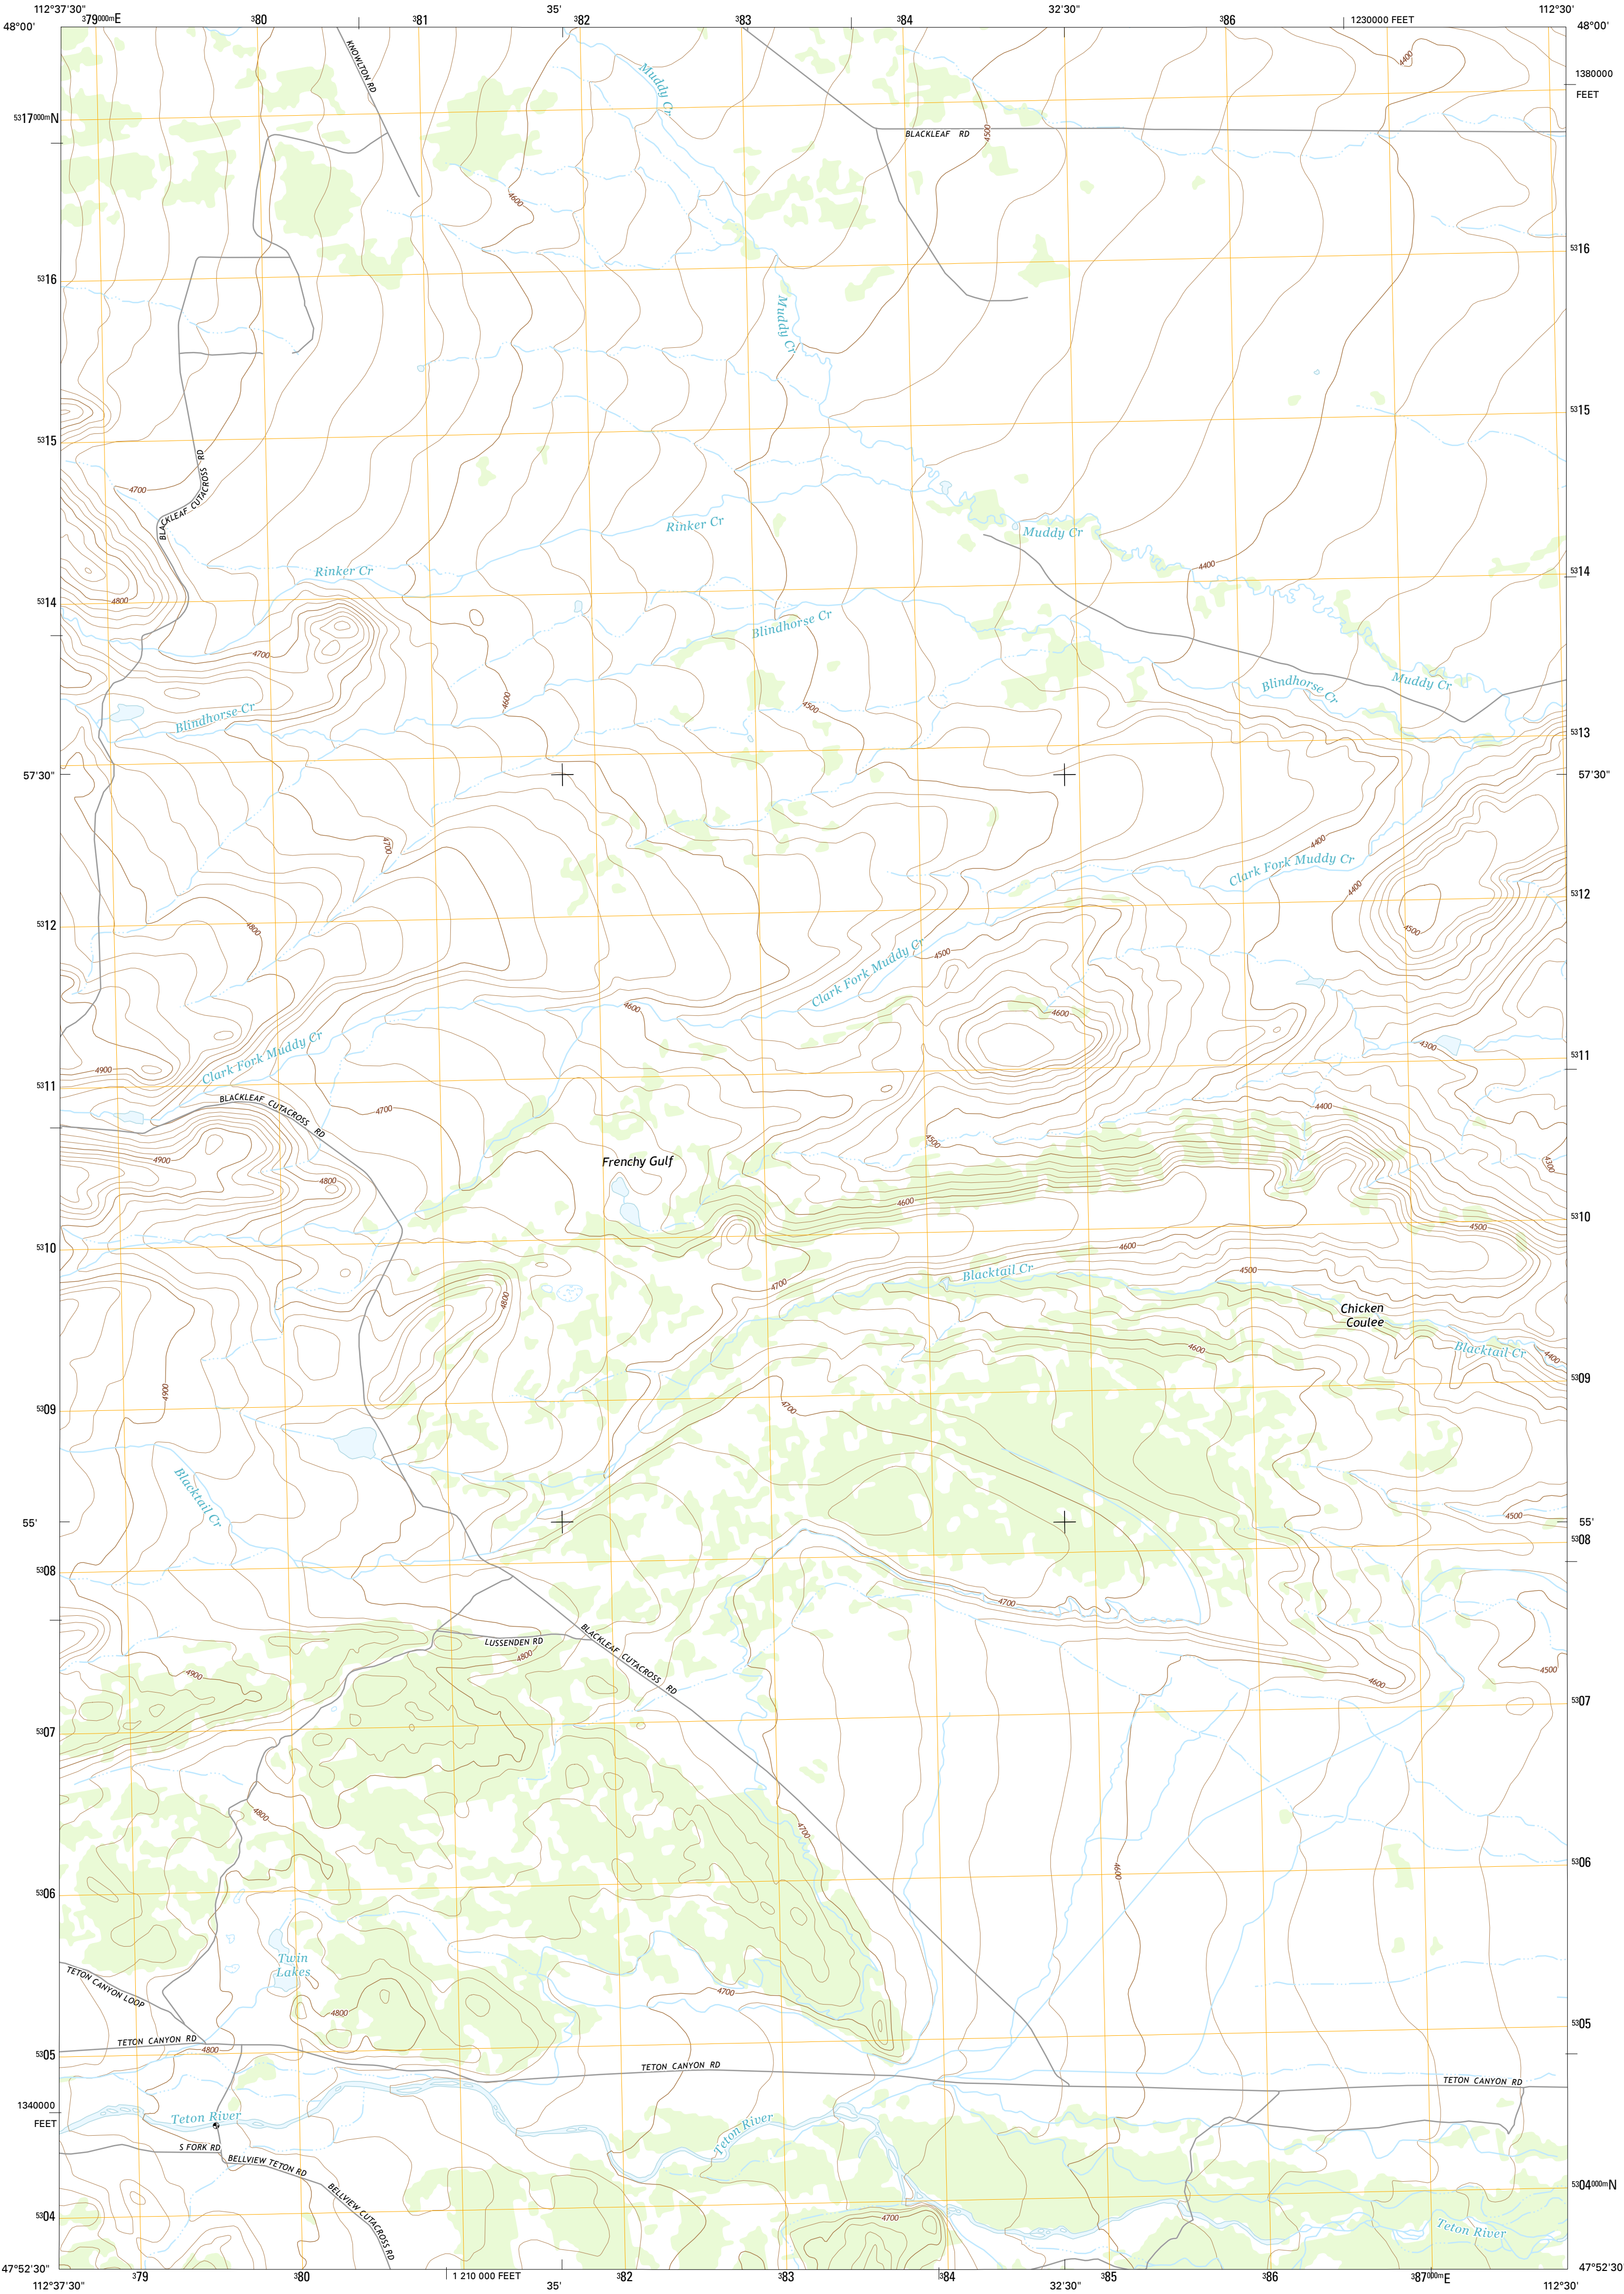 112°37'30"
³79⁰⁰⁰ᵐE
³80
³81
35'
³82
³83
³84
32'30"
³86
1230000 FEET
112°30'
48°00'
48°00'
KNOWLTON RD
Muddy Cr
4400
1380000
FEET
⁵³17⁰⁰⁰ᵐN
BLACKLEAF RD
4500
4600
⁵³16
⁵³16
Muddy Cr
⁵³15
⁵³15
BLACKLEAF CUTACROSS RD
4700
Rinker Cr
Muddy Cr
Rinker Cr
4400
⁵³14
⁵³14
4800
Blindhorse Cr
4700
Blindhorse Cr
Muddy Cr
4600
4500
Blindhorse Cr
⁵³13
57'30"
57'30"
4700
4400
Clark Fork Muddy Cr
4400
⁵³12
⁵³12
4800
4500
4500
Clark Fork Muddy Cr
4600
4600
Clark Fork Muddy Cr
4300
⁵³11
⁵³11
4900
BLACKLEAF CUTACROSS RD
4700
4400
4500
4900
Frenchy Gulf
4300
4800
4600
⁵³10
⁵³10
4500
4600
Blacktail Cr
4500
4700
4800
Chicken
Coulee
4600
Blacktail Cr
4400
4900
⁵³09
⁵³09
4700
Blacktail Cr
4500
55'
55'
⁵³08
⁵³08
4700
LUSSENDEN RD
4800
BLACKLEAF CUTACROSS RD
4900
4500
4600
⁵³07
⁵³07
4800
4700
4600
⁵³06
⁵³06
Twin
Lakes
TETON CANYON LOOP
4700
4800
⁵³05
TETON CANYON RD
4800
⁵³05
TETON CANYON RD
TETON CANYON RD
1340000
FEET
Teton River
Teton River
S FORK RD
BELLVIEW TETON RD
BELLVIEW CUTACROSS RD
⁵³04⁰⁰⁰ᵐN
⁵³04
4700
Teton River
47°52'30"
47°52'30"
112°37'30"
³79
³80
1 210 000 FEET
35'
³82
³83
³84
32'30"
³85
³86
³87⁰⁰⁰ᵐE
112°30'